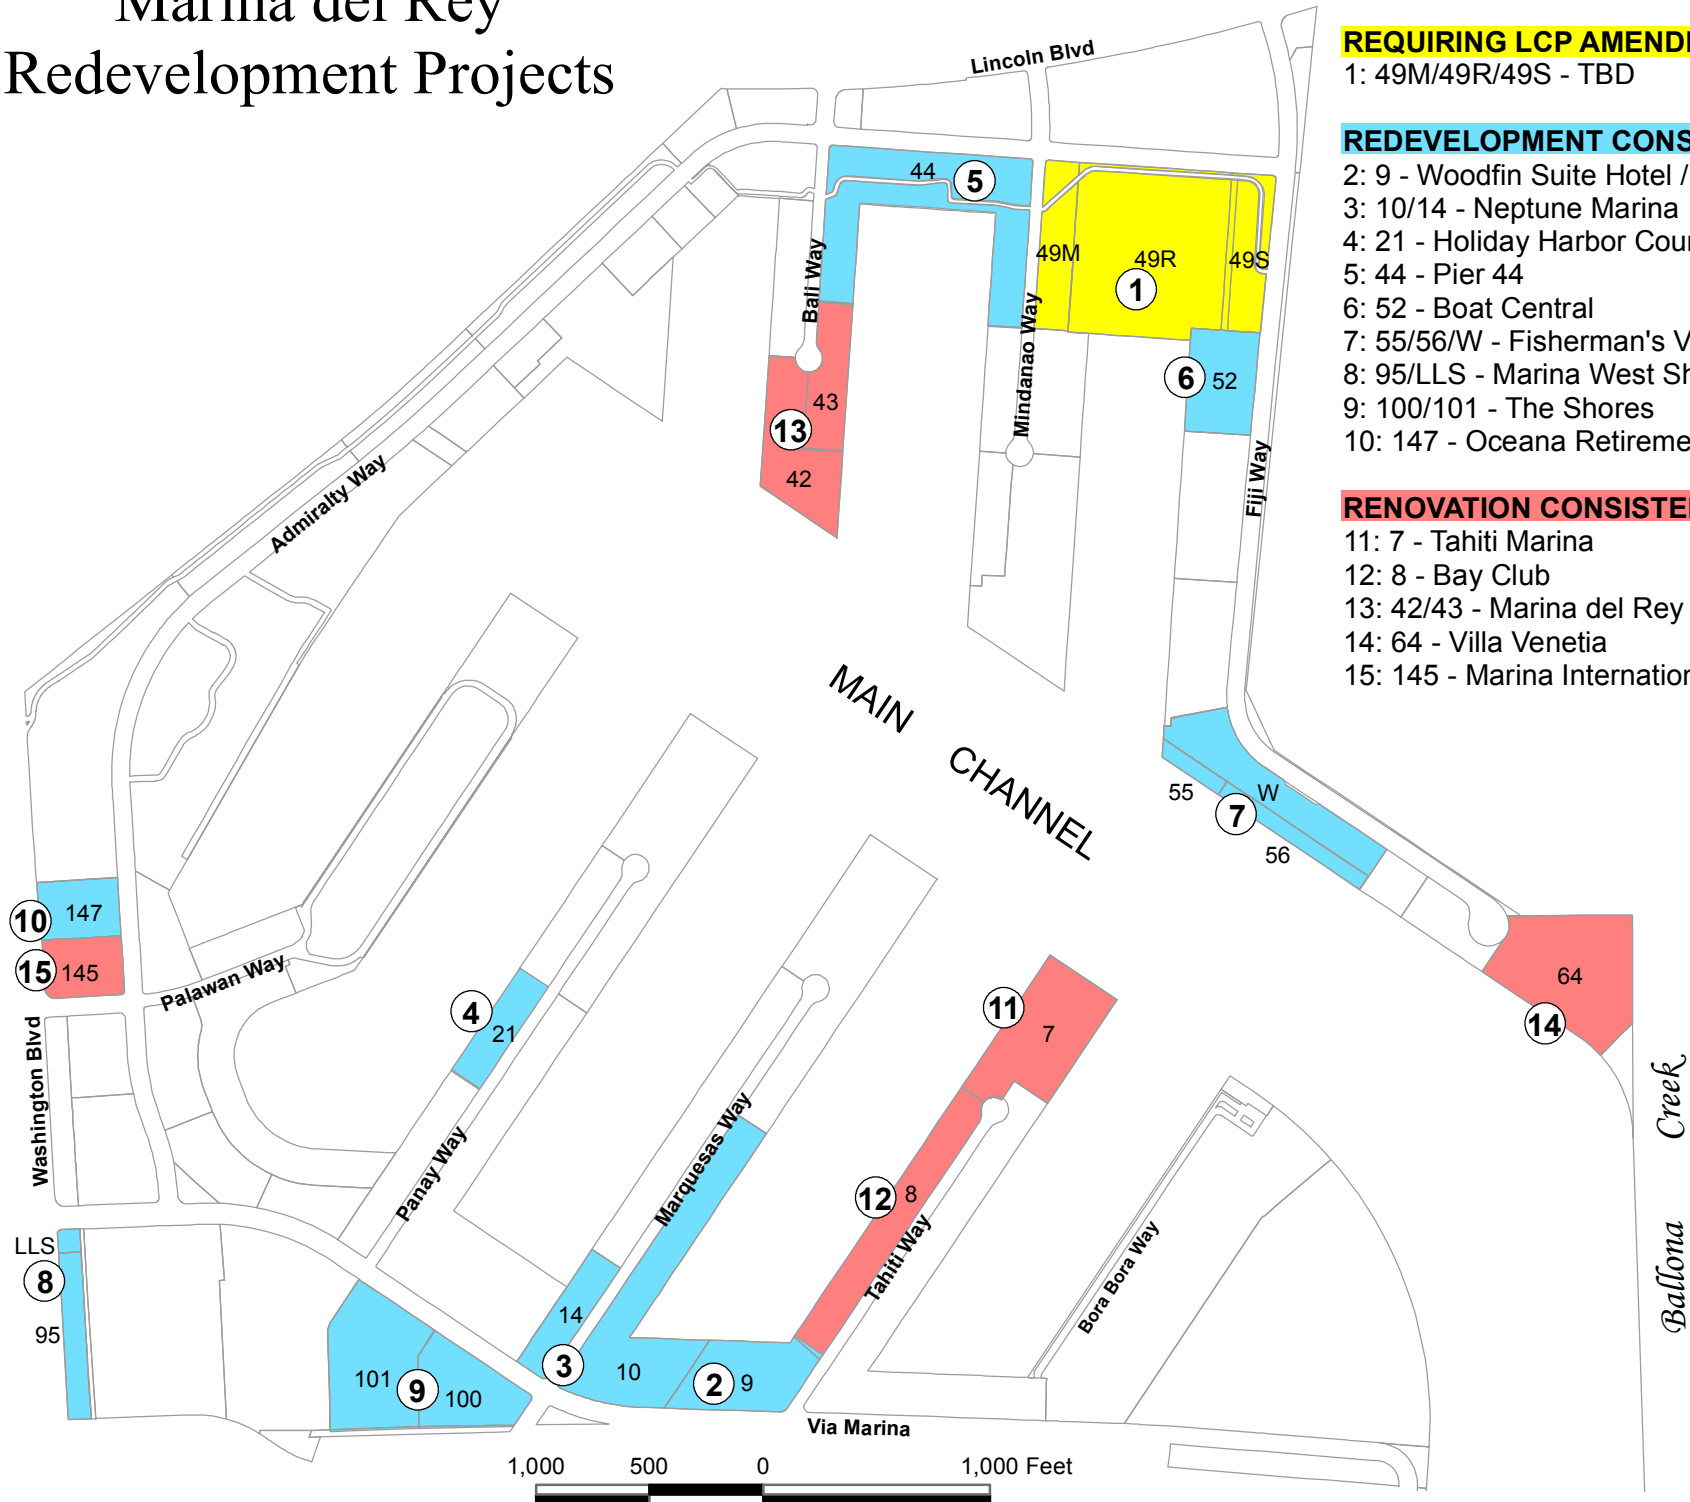 Marina del Rey
Redevelopment Projects
REQUIRING LCP
1: 49M/49R/49S - TBD
REDEVELOPMENT
2: 9 - Woodfin Suite Hotel /
3: 10/14 - Neptune Marina
4: 21 - Holiday Harbor
5: 44 - Pier 44
6: 52 - Boat Central
7: 55/56/W - Fisherman's
8: 95/LLS - Marina West
9: 100/101 - The Shores
10: 147 - Oceana
RENOVATION
11: 7 - Tahiti Marina
12: 8 - Bay Club
13: 42/43 - Marina del Rey
14: 64 - Villa Venetia
15: 145 - Marina
Lincoln Blvd
44
5
49M
49R
49S
1
Bali Way
Mindanao Way
6
52
43
13
42
Fiji Way
Admiralty Way
MAIN
CHANNEL
55
W
7
56
10
147
15
145
Palawan Way
64
14
4
21
11
7
Washington Blvd
Panay Way
Marquesas Way
12
8
Tahiti Way
Bora Bora Way
Creek
Ballona
LLS
8
95
14
3
10
2
9
101
9
100
Via Marina
1,000
500
0
1,000 Feet